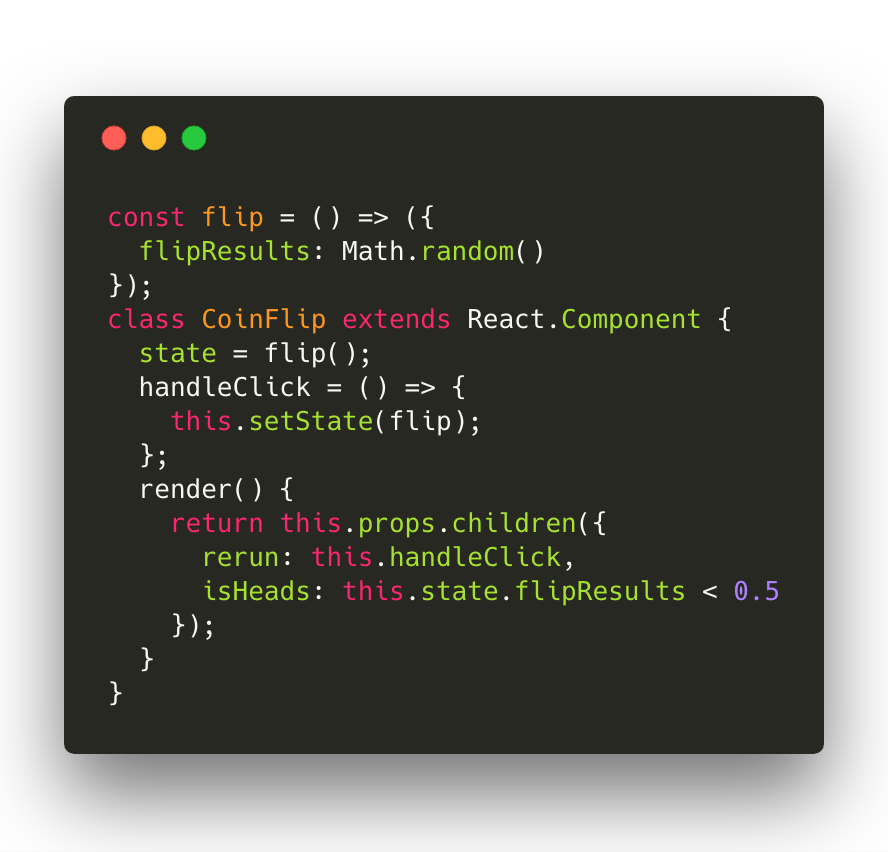 const flip = () => ({
  flipResults: Math.random()
});
class CoinFlip extends React.Component {
  state = flip();
  handleClick = () => {
    this.setState(flip);
  };
  render() {
    return this.props.children({
      rerun: this.handleClick,
      isHeads: this.state.flipResults < 0.5
    });
  }
}